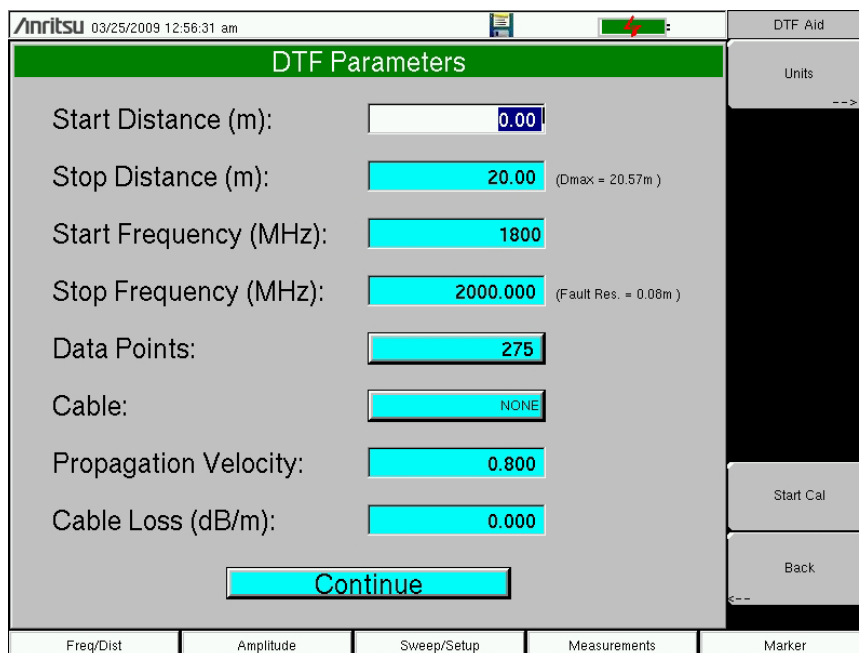 /inritsu 03/25/2009 12:56:31 am
DTF Parameters
Start Distance (m): 0.00
Stop Distance (m): 20.00 (Dmax = 20.57m )
Start Frequency (MHz): 1800
Stop Frequency (MHz): 2000.000 (Fault Res. = 0.08m )
Data Points: 275
Cable: NONE
Propagation Velocity: 0.800
Cable Loss (dB/m): 0.000
Continue
DTF Aid
Units
-->
Start Cal
Back
<--
Freq/Dist Amplitude Sweep/Setup Measurements Marker